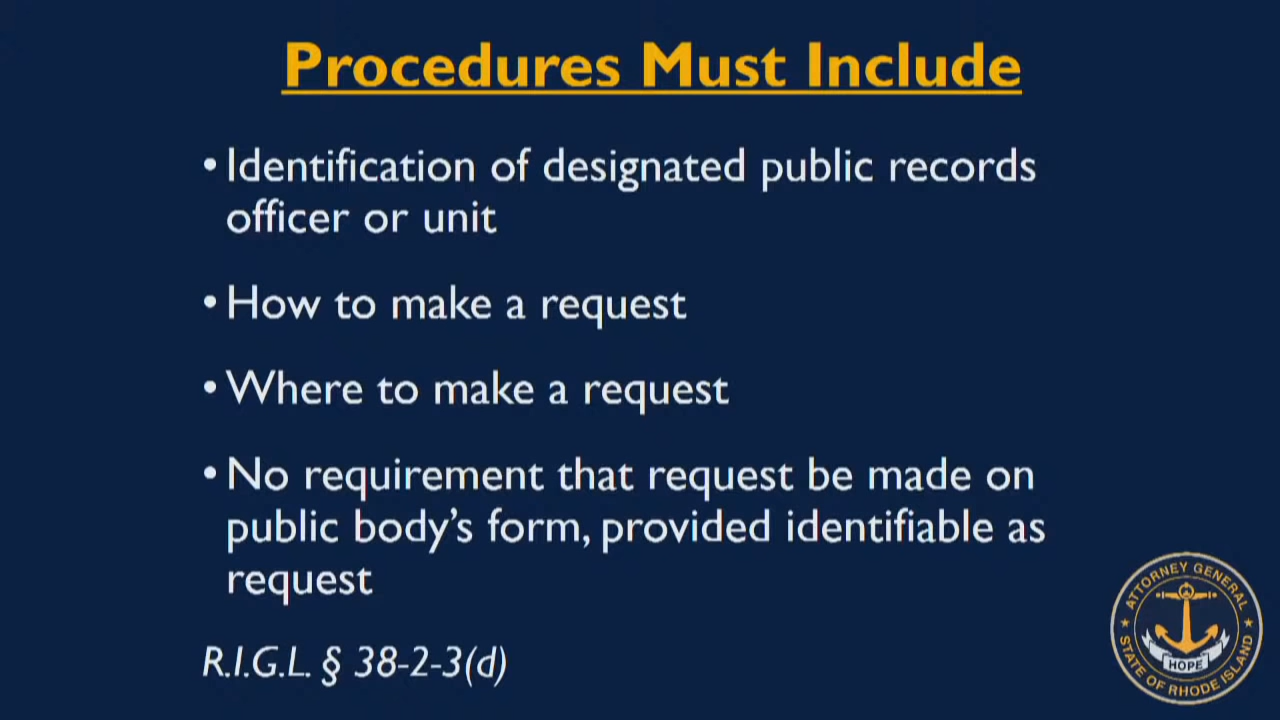 Procedures Must Include
• Identification of designated public records
officer or unit
• How to make a request
• Where to make a request
• No requirement that request be made on
public body’s form, provided identifiable as
request
R.I.G.L. § 38-2-3(d)
ATTORNEY GENERAL
HOPE
STATE OF RHODE ISLAND